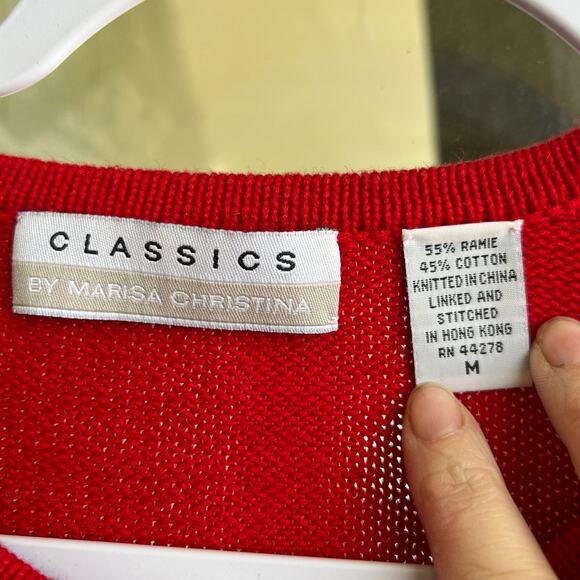 CLASSICS
BY MARISA CHRISTINA
55% RAMIE
45% COTTON
KNITTED IN CHINA
LINKED AND
STITCHED
IN HONG KONG
RN 44278
M